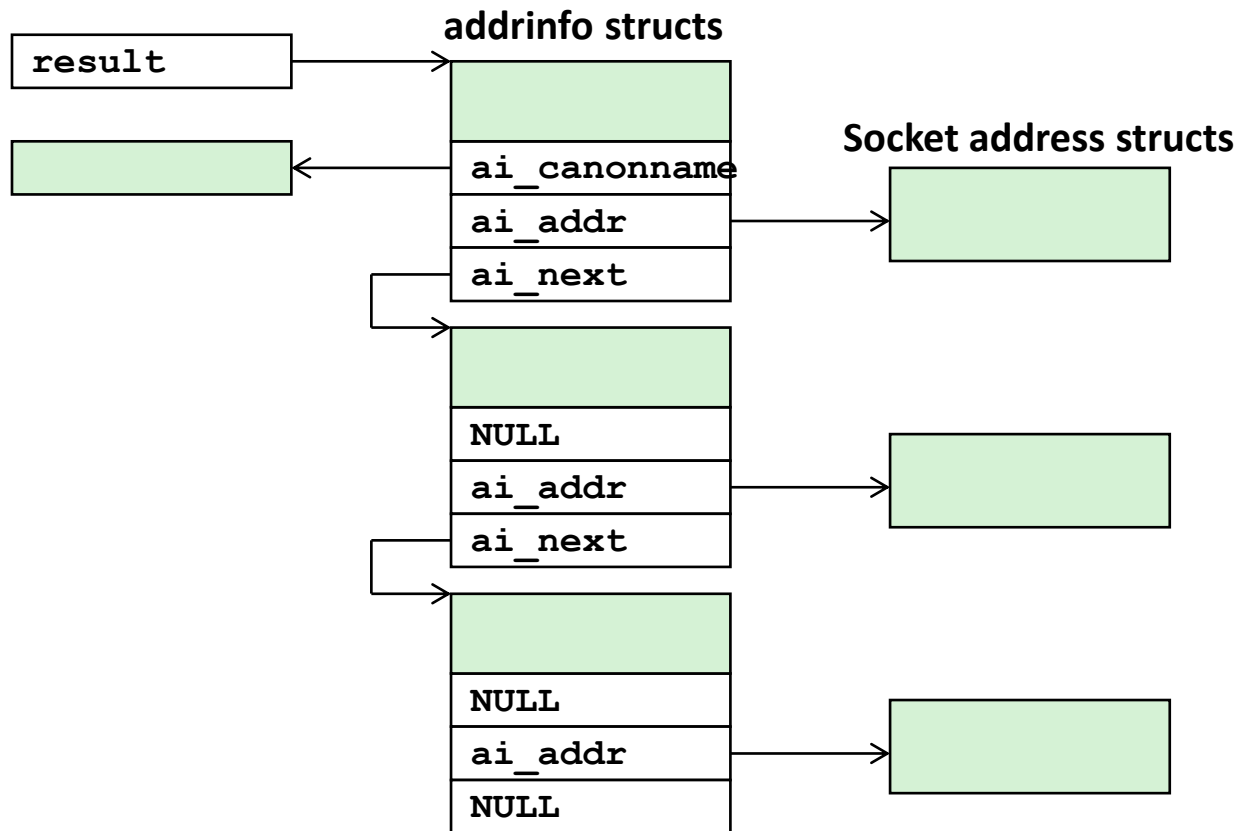 addrinfo structs
result
Socket address structs
ai_canonname
ai_addr
ai_next
NULL
ai_addr
ai_next
NULL
ai_addr
NULL